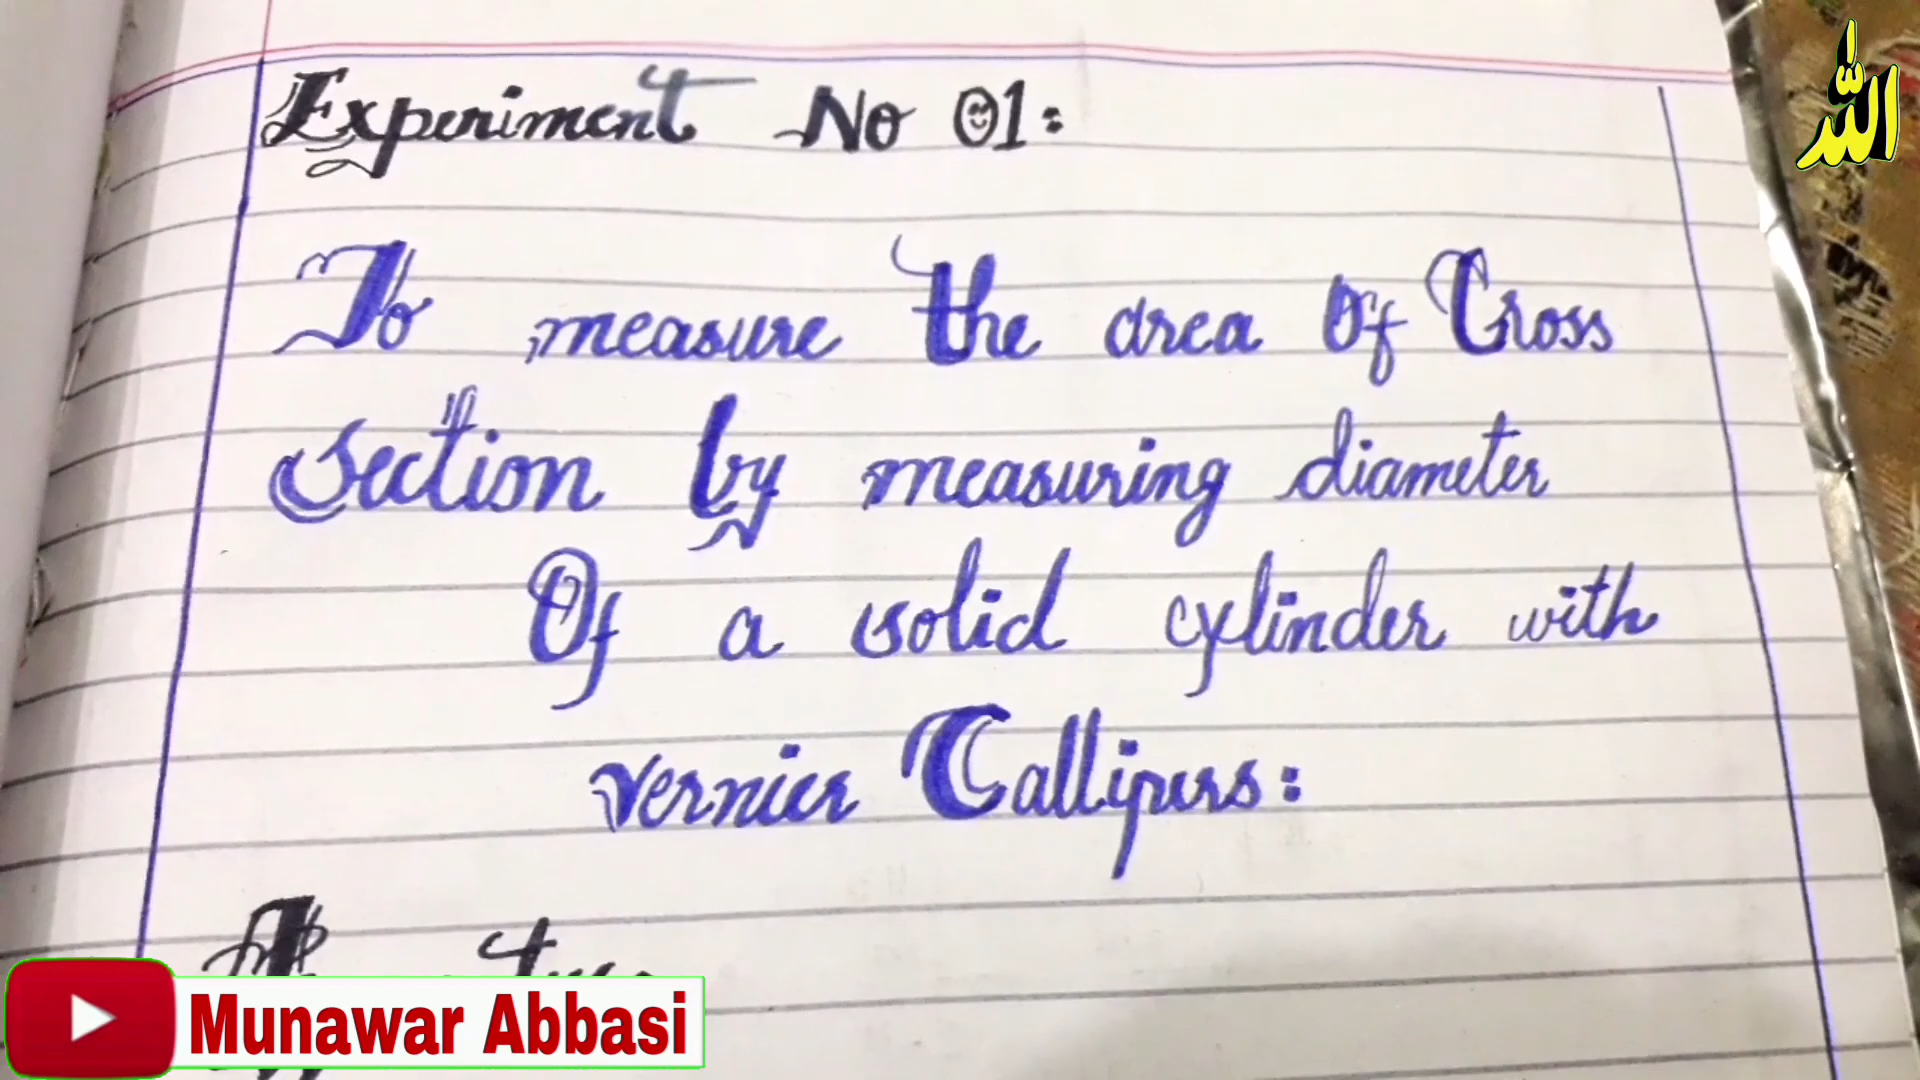 Experiment No 01:
الله
To measure the area Of Cross
Section by measuring diameter
Of a solid cylinder with
vernier Callipers:
Munawar Abbasi